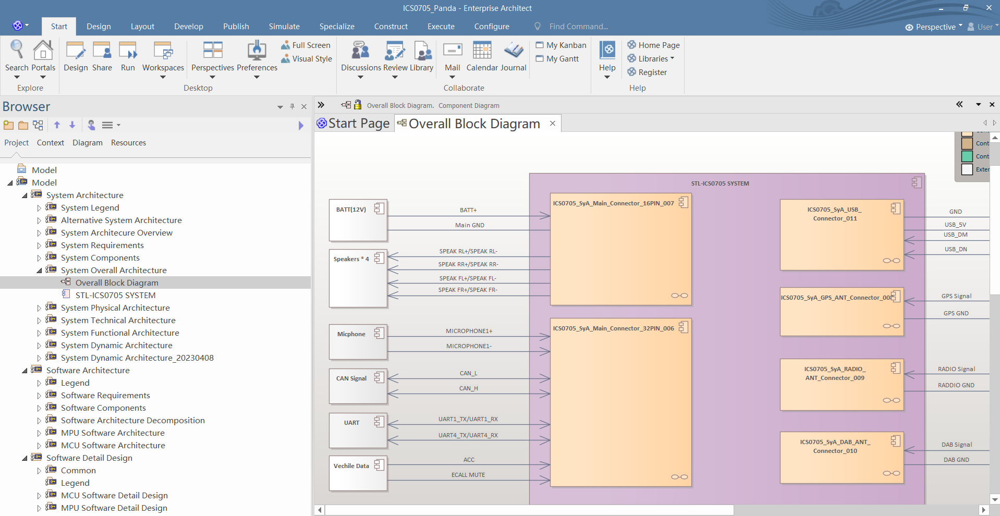 ICS0705_Panda - Enterprise Architect
Start
Design
Layout
Develop
Publish
Simulate
Specialize
Construct
Execute
Configure
Find Command...
Perspective
User
Search
Portals
Explore
Design
Share
Run
Workspaces
Perspectives
Preferences
Full Screen
Visual Style
Desktop
Discussions
Review
Library
Mail
Calendar
Journal
My Kanban
My Gantt
Collaborate
Help
Home Page
Libraries
Register
Help
Browser
Project
Context
Diagram
Resources
Model
Model
System Architecture
System Legend
Alternative System Architecture
System Architecure Overview
System Requirements
System Components
System Overall Architecture
Overall Block Diagram
STL-ICS0705 SYSTEM
System Physical Architecture
System Technical Architecture
System Functional Architecture
System Dynamic Architecture
System Dynamic Architecture_20230408
Software Architecture
Legend
Software Requirements
Software Components
Software Architecture Decomposition
MPU Software Architecture
MCU Software Architecture
Software Detail Design
Common
Legend
MCU Software Detail Design
MPU Software Detail Design
Overall Block Diagram. Component Diagram
Start Page
Overall Block Diagram
Cont
Cont
Exter
STL-ICS0705 SYSTEM
BATT(12V)
BATT+
Main GND
Speakers * 4
SPEAK RL+/SPEAK RL-
SPEAK RR+/SPEAK RR-
SPEAK FL+/SPEAK FL-
SPEAK FR+/SPEAK FR-
Micphone
MICROPHONE1+
MICROPHONE1-
CAN Signal
CAN_L
CAN_H
UART
UART1_TX/UART1_RX
UART4_TX/UART4_RX
Vechile Data
ACC
ECALL MUTE
ICS0705_SyA_Main_Connector_16PIN_007
ICS0705_SyA_Main_Connector_32PIN_006
ICS0705_SyA_USB_
Connector_011
GND
USB_5V
USB_DM
USB_DN
ICS0705_SyA_GPS_ANT_Connector_008
GPS Signal
GPS GND
ICS0705_SyA_RADIO_
ANT_Connector_009
RADIO Signal
RADDIO GND
ICS0705_SyA_DAB_ANT_
Connector_010
DAB Signal
DAB GND